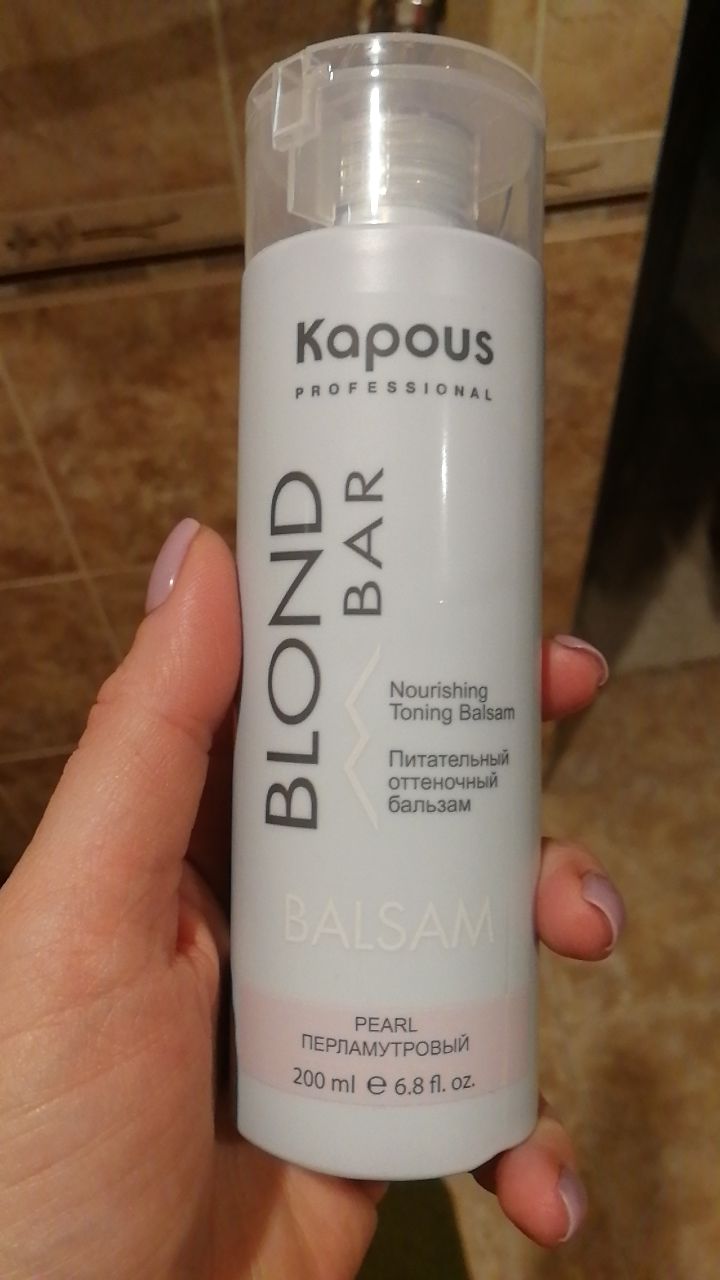 Kapous
PROFESSIONAL
BLOND
BAR
Nourishing
Toning Balsam
Питательный
оттеночный
бальзам
BALSAM
PEARL
ПЕРЛАМУТРОВЫЙ
200 ml ℮ 6.8 fl. oz.